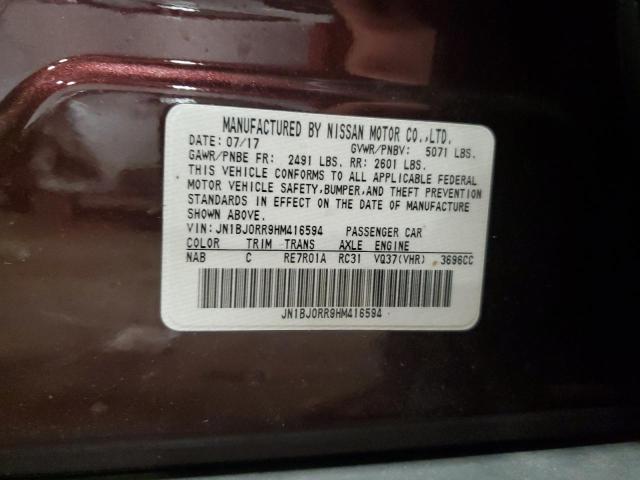 MANUFACTURED BY NISSAN MOTOR CO.,LTD.
DATE: 07/17 GVWR/PNBV: 5071 LBS.
GAWR/PNBE FR: 2491 LBS. RR: 2601 LBS.
THIS VEHICLE CONFORMS TO ALL APPLICABLE FEDERAL
MOTOR VEHICLE SAFETY,BUMPER,AND THEFT PREVENTION
STANDARDS IN EFFECT ON THE DATE OF MANUFACTURE
SHOWN ABOVE.
VIN: JN1BJ0RR9HM416594 PASSENGER CAR
COLOR TRIM TRANS AXLE ENGINE
NAB C RE7R01A RC31 VQ37(VHR) 3696CC
JN1BJ0RR9HM416594